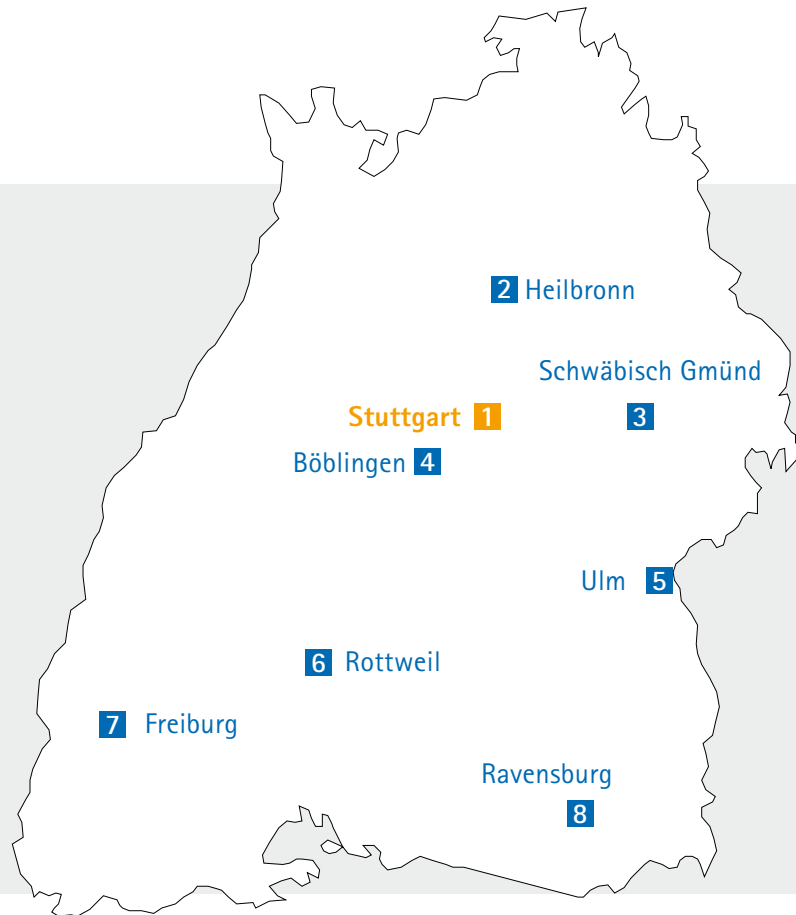 2 Heilbronn
Schwäbisch Gmünd
3
Stuttgart 1
Böblingen 4
Ulm 5
6 Rottweil
7 Freiburg
Ravensburg
8